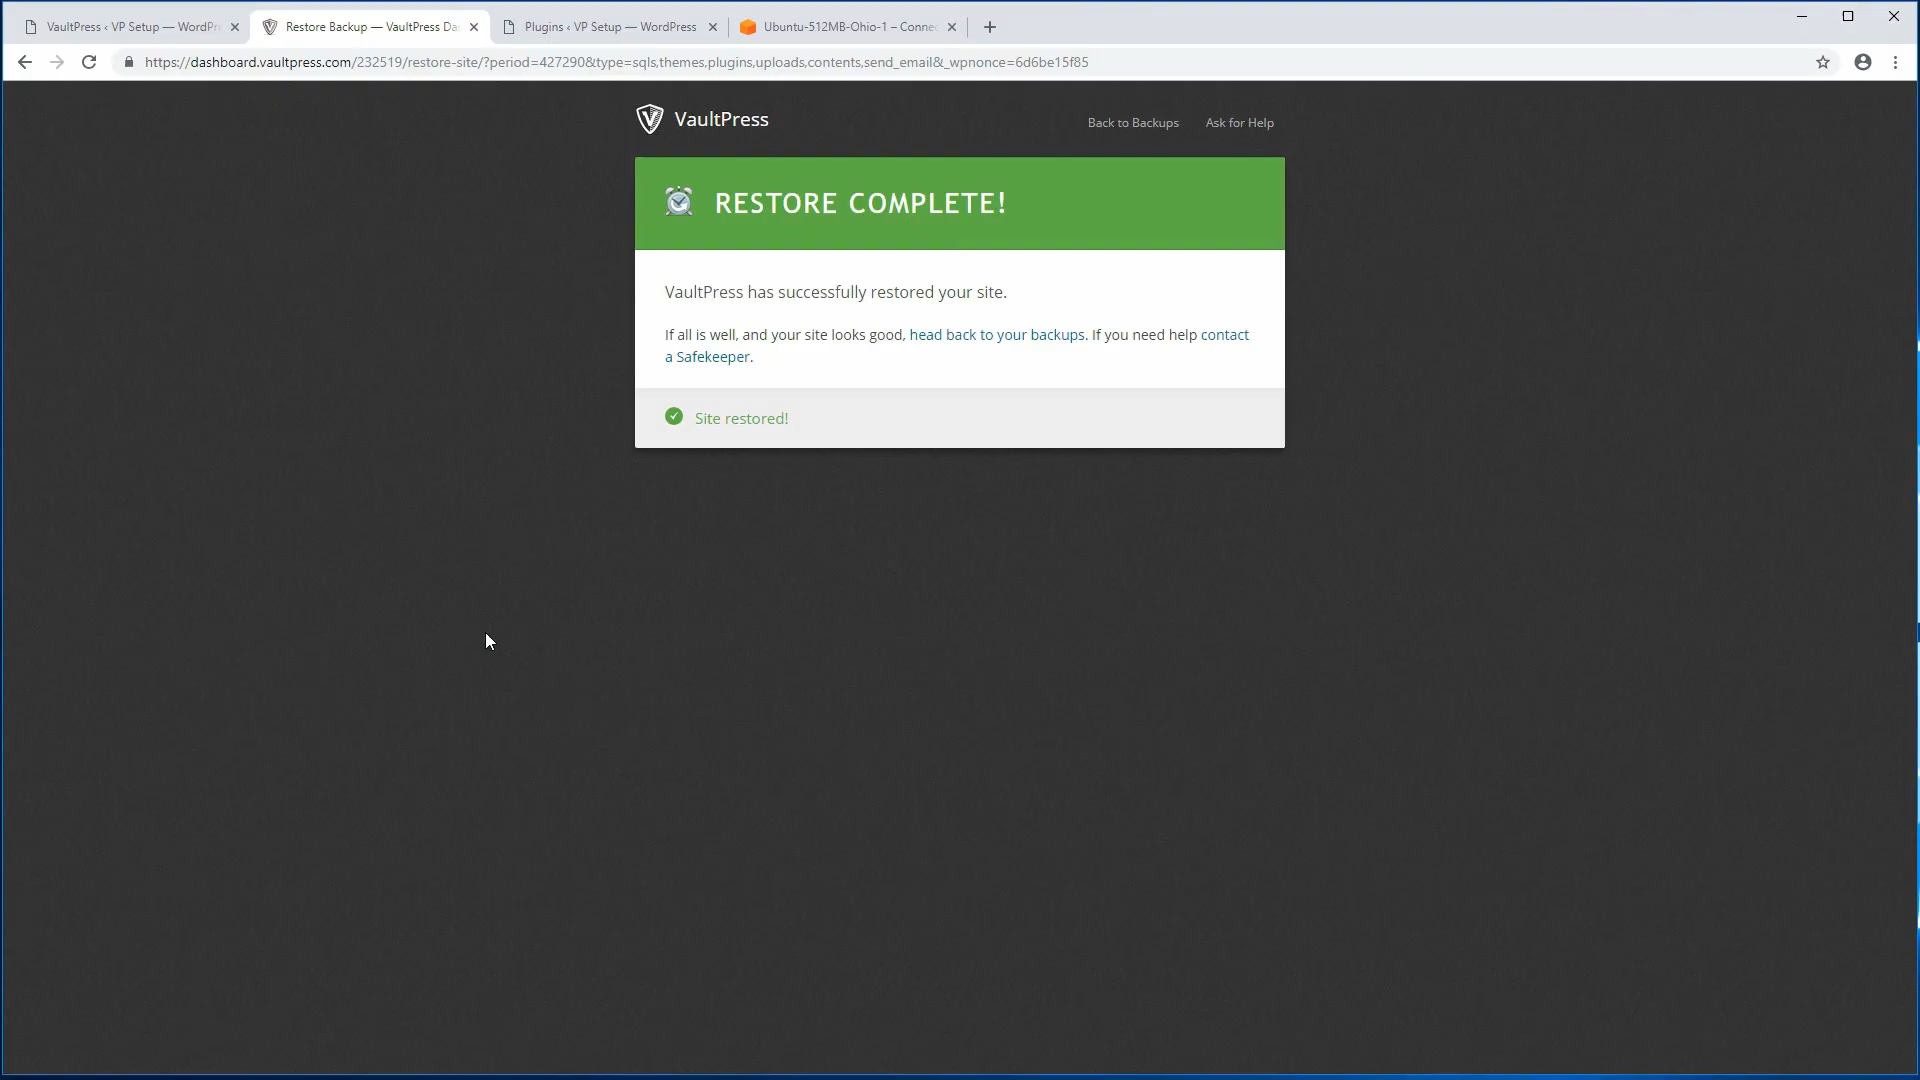 VaultPress ‹ VP Setup — WordPr
Restore Backup — VaultPress Da
Plugins ‹ VP Setup — WordPress
Ubuntu-512MB-Ohio-1 – Connec
https://dashboard.vaultpress.com/232519/restore-site/?period=427290&type=sqls,themes,plugins,uploads,contents,send_email&_wpnonce=6d6be15f85
VaultPress
Back to Backups
Ask for Help
RESTORE COMPLETE!
VaultPress has successfully restored your site.
If all is well, and your site looks good, head back to your backups. If you need help contact
a Safekeeper.
Site restored!